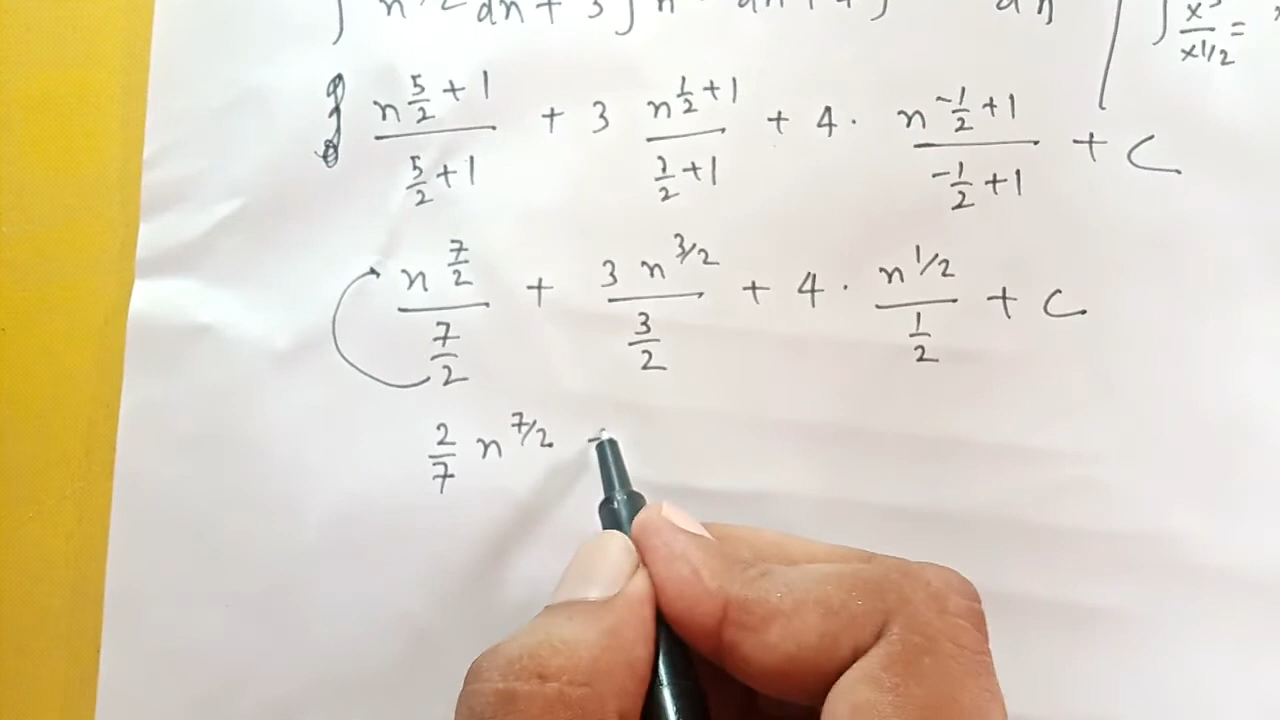 ∫ x^{5/2} + 1 / 5/2 + 1 + 3 x^{1/2 + 1} / 1/2 + 1 + 4 · x^{-1/2 + 1} / -1/2 + 1 + C
x^{7/2} / 7/2 + 3 x^{3/2} / 3/2 + 4 · x^{1/2} / 1/2 + C
2/7 x^{7/2}